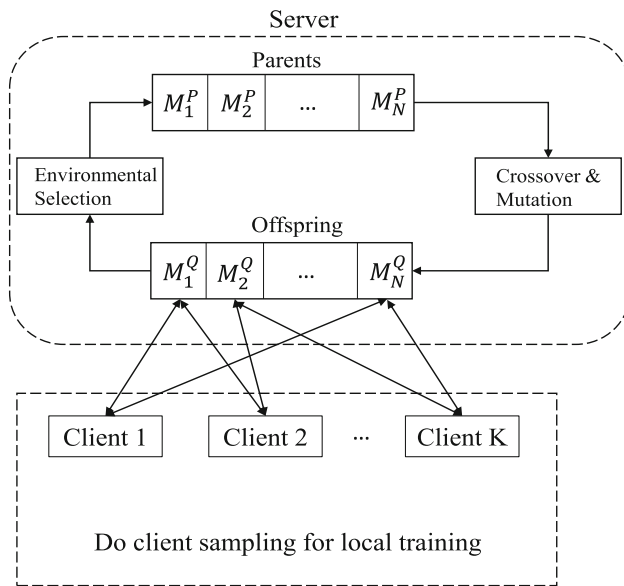 Server
Parents
M_1^P M_2^P ... M_N^P
Environmental
Selection
Crossover &
Mutation
Offspring
M_1^Q M_2^Q ... M_N^Q
Client 1 Client 2 ... Client K
Do client sampling for local training